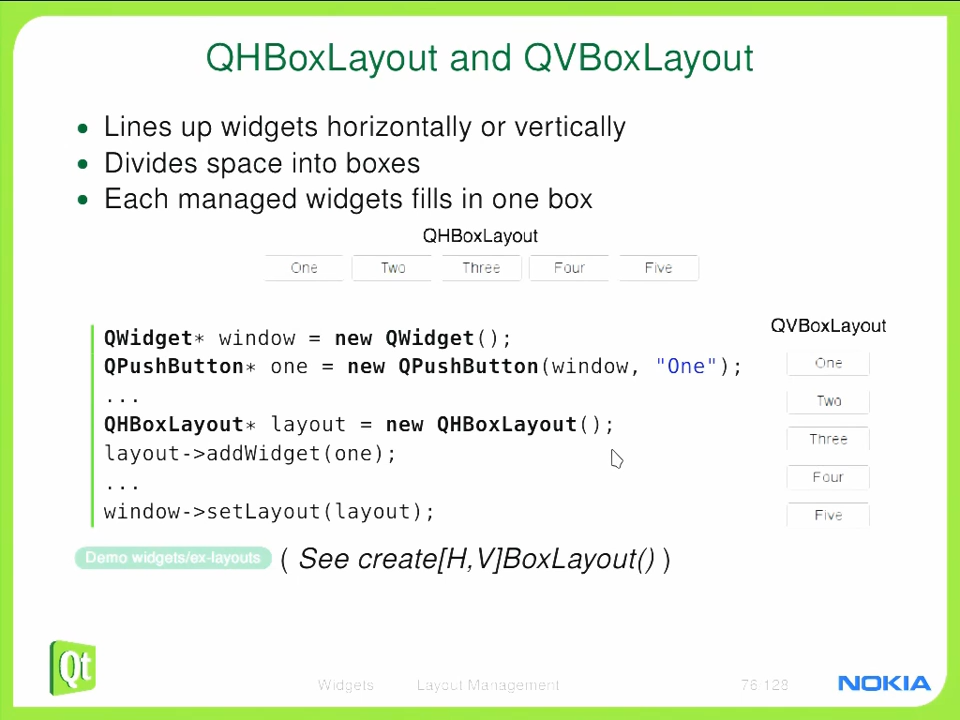 QHBoxLayout and QVBoxLayout
• Lines up widgets horizontally or vertically
• Divides space into boxes
• Each managed widgets fills in one box
QHBoxLayout
One Two Three Four Five
QWidget* window = new QWidget();
QPushButton* one = new QPushButton(window, "One");
...
QHBoxLayout* layout = new QHBoxLayout();
layout->addWidget(one);
...
window->setLayout(layout);
QVBoxLayout
One
Two
Three
Four
Five
Demo widgets/ex-layouts ( See create[H,V]BoxLayout() )
Qt
Widgets Layout Management 76 128
NOKIA